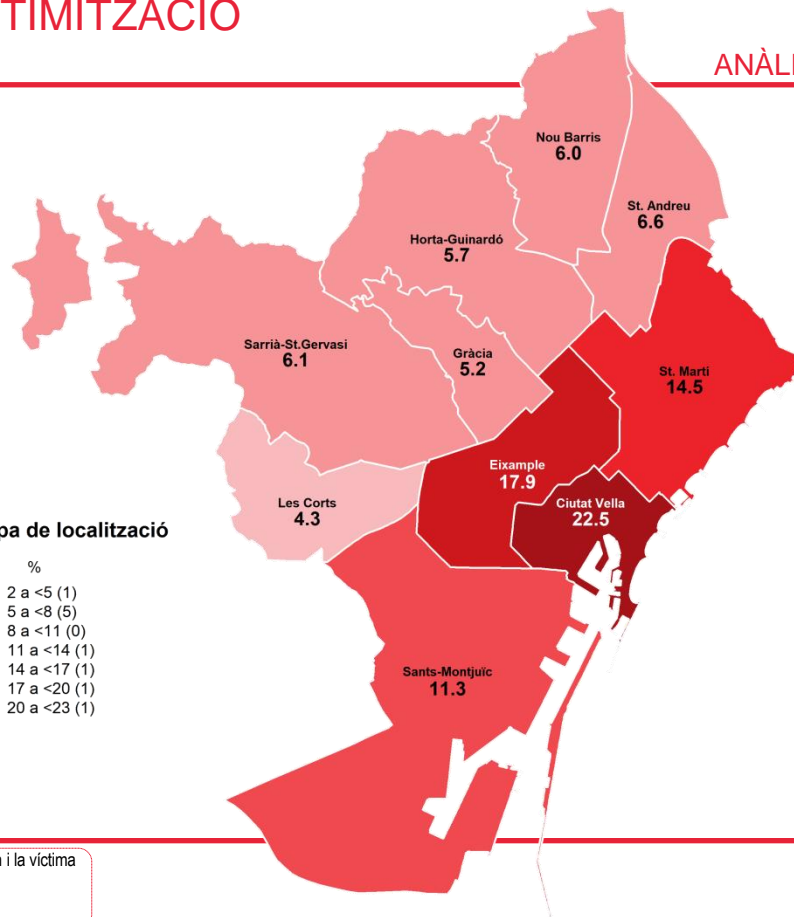 TIMITZACIÓ
ANÀLI
Nou Barris
6.0
St. Andreu
6.6
Horta-Guinardó
5.7
Sarrià-St.Gervasi
6.1
Gràcia
5.2
St. Marti
14.5
Eixample
17.9
Les Corts
4.3
Ciutat Vella
22.5
pa de localització
%
2 a <5 (1)
5 a <8 (5)
8 a <11 (0)
11 a <14 (1)
14 a <17 (1)
17 a <20 (1)
20 a <23 (1)
Sants-Montjuïc
11.3
i la víctima